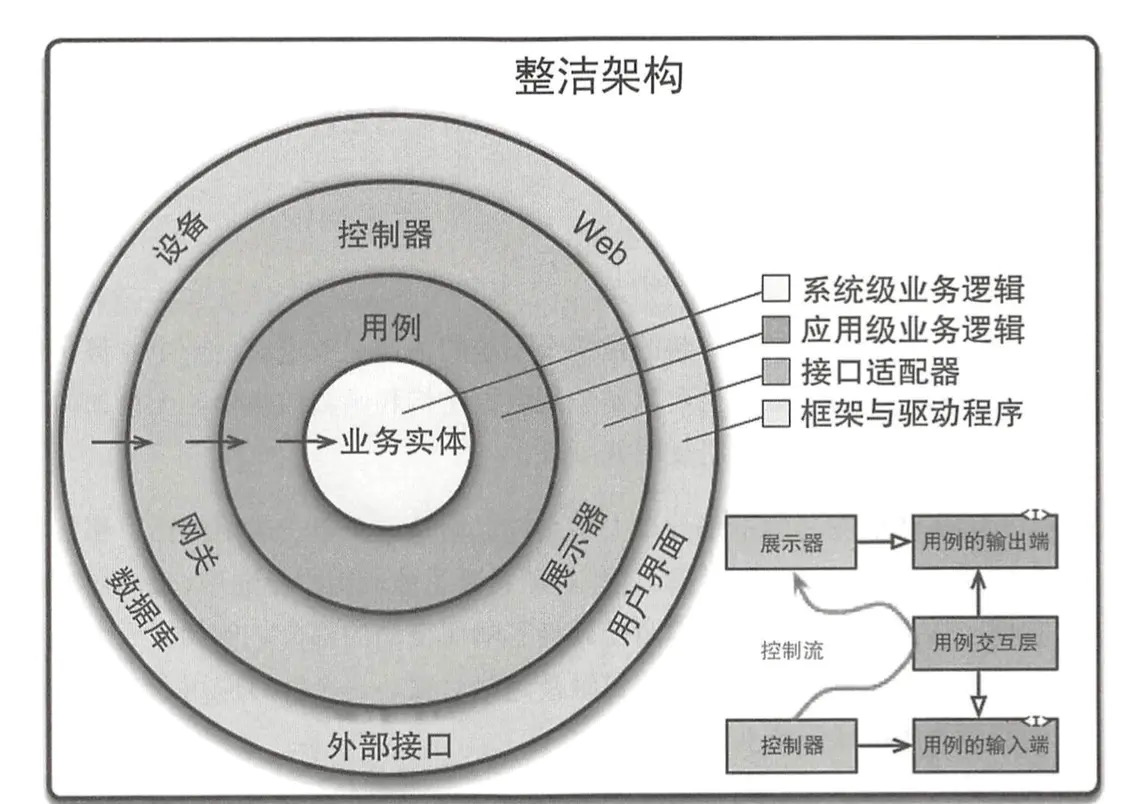 整洁架构
设备
Web
控制器
用例
业务实体
网关
展示器
数据库
用户界面
外部接口
系统级业务逻辑
应用级业务逻辑
接口适配器
框架与驱动程序
展示器
<I>
用例的输出端
控制流
用例交互层
控制器
<I>
用例的输入端